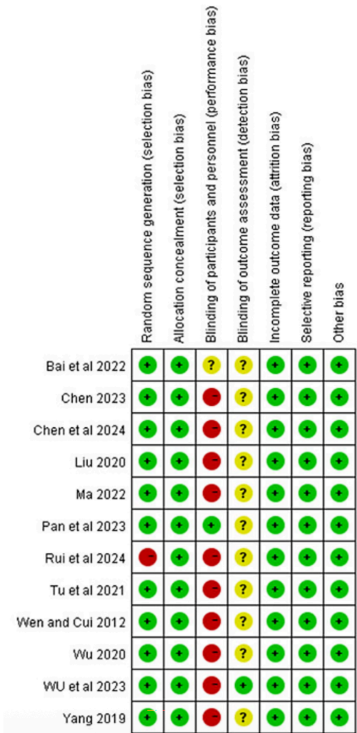 Random sequence generation (selection bias)
Allocation concealment (selection bias)
Blinding of participants and personnel (performance bias)
Blinding of outcome assessment (detection bias)
Incomplete outcome data (attrition bias)
Selective reporting (reporting bias)
Other bias
Bai et al 2022 + + ? ? + + +
Chen 2023 + + - ? + + +
Chen et al 2024 + + - ? + + +
Liu 2020 + + - ? + + +
Ma 2022 + + - ? + + +
Pan et al 2023 + + + ? + + +
Rui et al 2024 - + - ? + + +
Tu et al 2021 + + - ? + + +
Wen and Cui 2012 + + - ? + + +
Wu 2020 + + - ? + + +
WU et al 2023 + + - + + + +
Yang 2019 + + - ? + + +